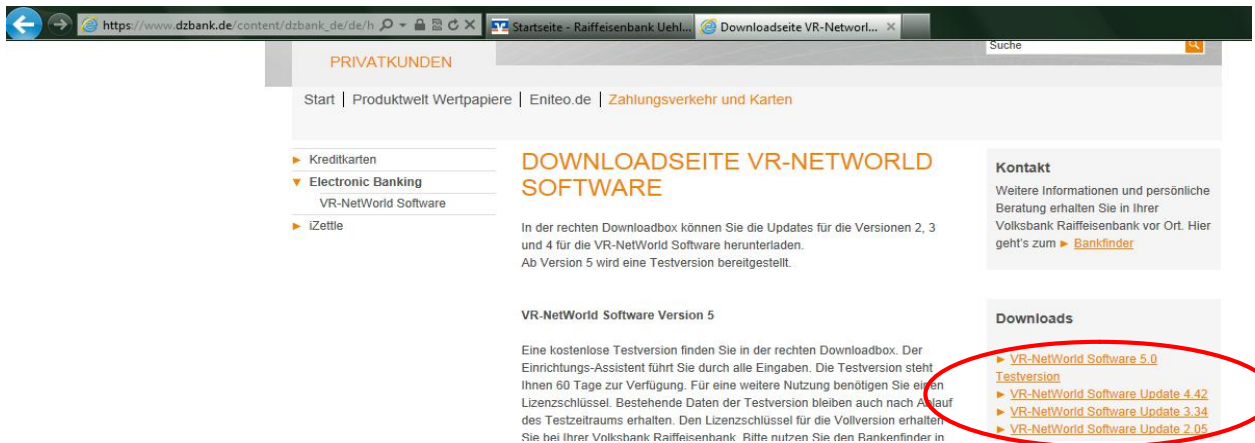 https://www.dzbank.de/content/dzbank_de/de/h
Startseite - Raiffeisenbank Uehl...
Downloadseite VR-Networl...
PRIVATKUNDEN
Suche
Start | Produktwelt Wertpapiere | Eniteo.de | Zahlungsverkehr und Karten
Kreditkarten
Electronic Banking
VR-NetWorld Software
iZettle
DOWNLOADSEITE VR-NETWORLD
SOFTWARE
In der rechten Downloadbox können Sie die Updates für die Versionen 2, 3
und 4 für die VR-NetWorld Software herunterladen.
Ab Version 5 wird eine Testversion bereitgestellt.
VR-NetWorld Software Version 5
Eine kostenlose Testversion finden Sie in der rechten Downloadbox. Der
Einrichtungs-Assistent führt Sie durch alle Eingaben. Die Testversion steht
Ihnen 60 Tage zur Verfügung. Für eine weitere Nutzung benötigen Sie einen
Lizenzschlüssel. Bestehende Daten der Testversion bleiben auch nach Ablauf
des Testzeitraums erhalten. Den Lizenzschlüssel für die Vollversion erhalten
Sie bei Ihrer Volksbank Raiffeisenbank. Bitte nutzen Sie den Bankenfinder in
Kontakt
Weitere Informationen und persönliche
Beratung erhalten Sie in Ihrer
Volksbank Raiffeisenbank vor Ort. Hier
geht's zum Bankfinder
Downloads
VR-NetWorld Software 5.0
Testversion
VR-NetWorld Software Update 4.42
VR-NetWorld Software Update 3.34
VR-NetWorld Software Update 2.05